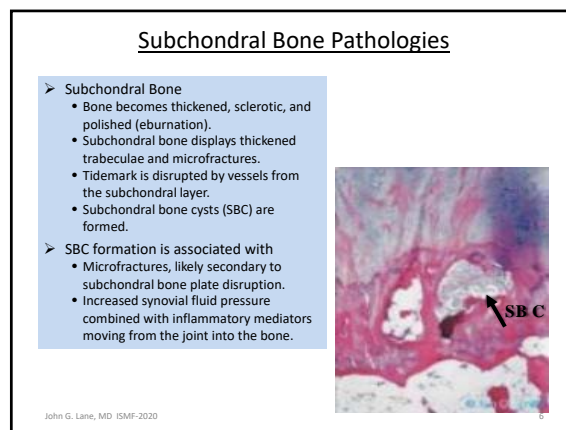 Subchondral Bone Pathologies
➢ Subchondral Bone
• Bone becomes thickened, sclerotic, and
polished (eburnation).
• Subchondral bone displays thickened
trabeculae and microfractures.
• Tidemark is disrupted by vessels from
the subchondral layer.
• Subchondral bone cysts (SBC) are
formed.
➢ SBC formation is associated with
• Microfractures, likely secondary to
subchondral bone plate disruption.
• Increased synovial fluid pressure
combined with inflammatory mediators
moving from the joint into the bone.
SB C
John G. Lane, MD ISMF-2020
6